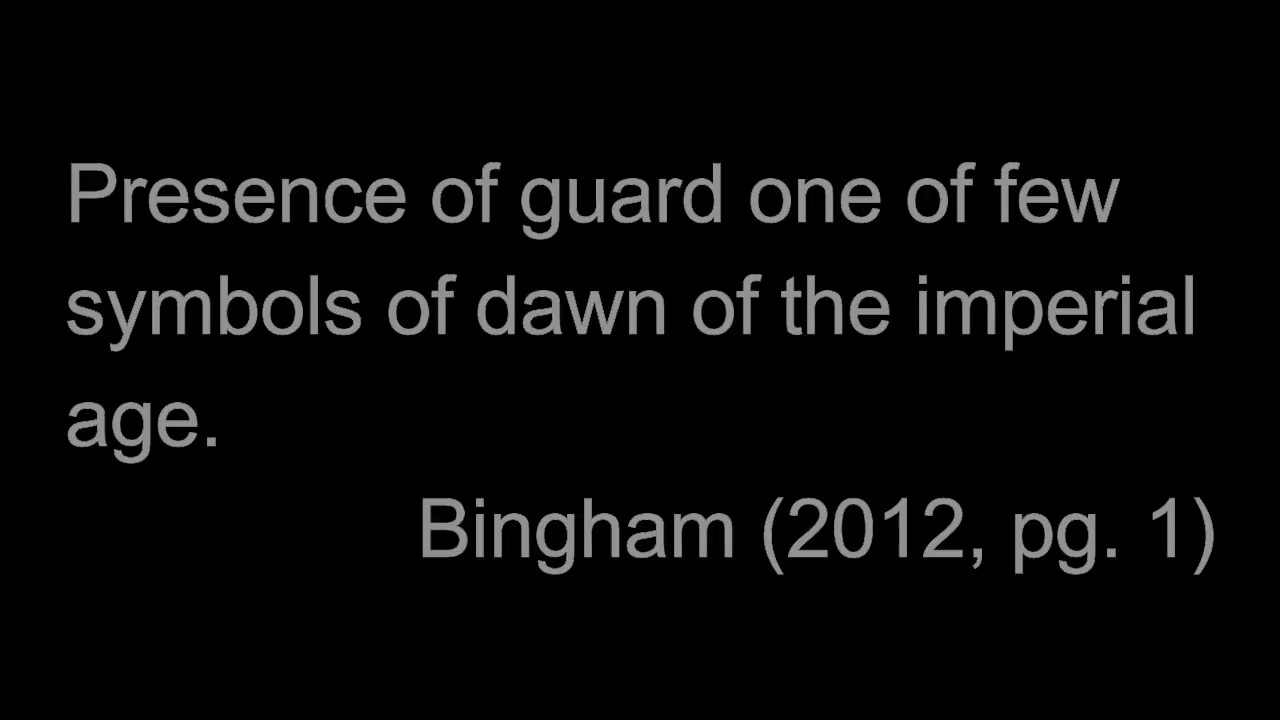 Presence of guard one of few
symbols of dawn of the imperial
age.
Bingham (2012, pg. 1)